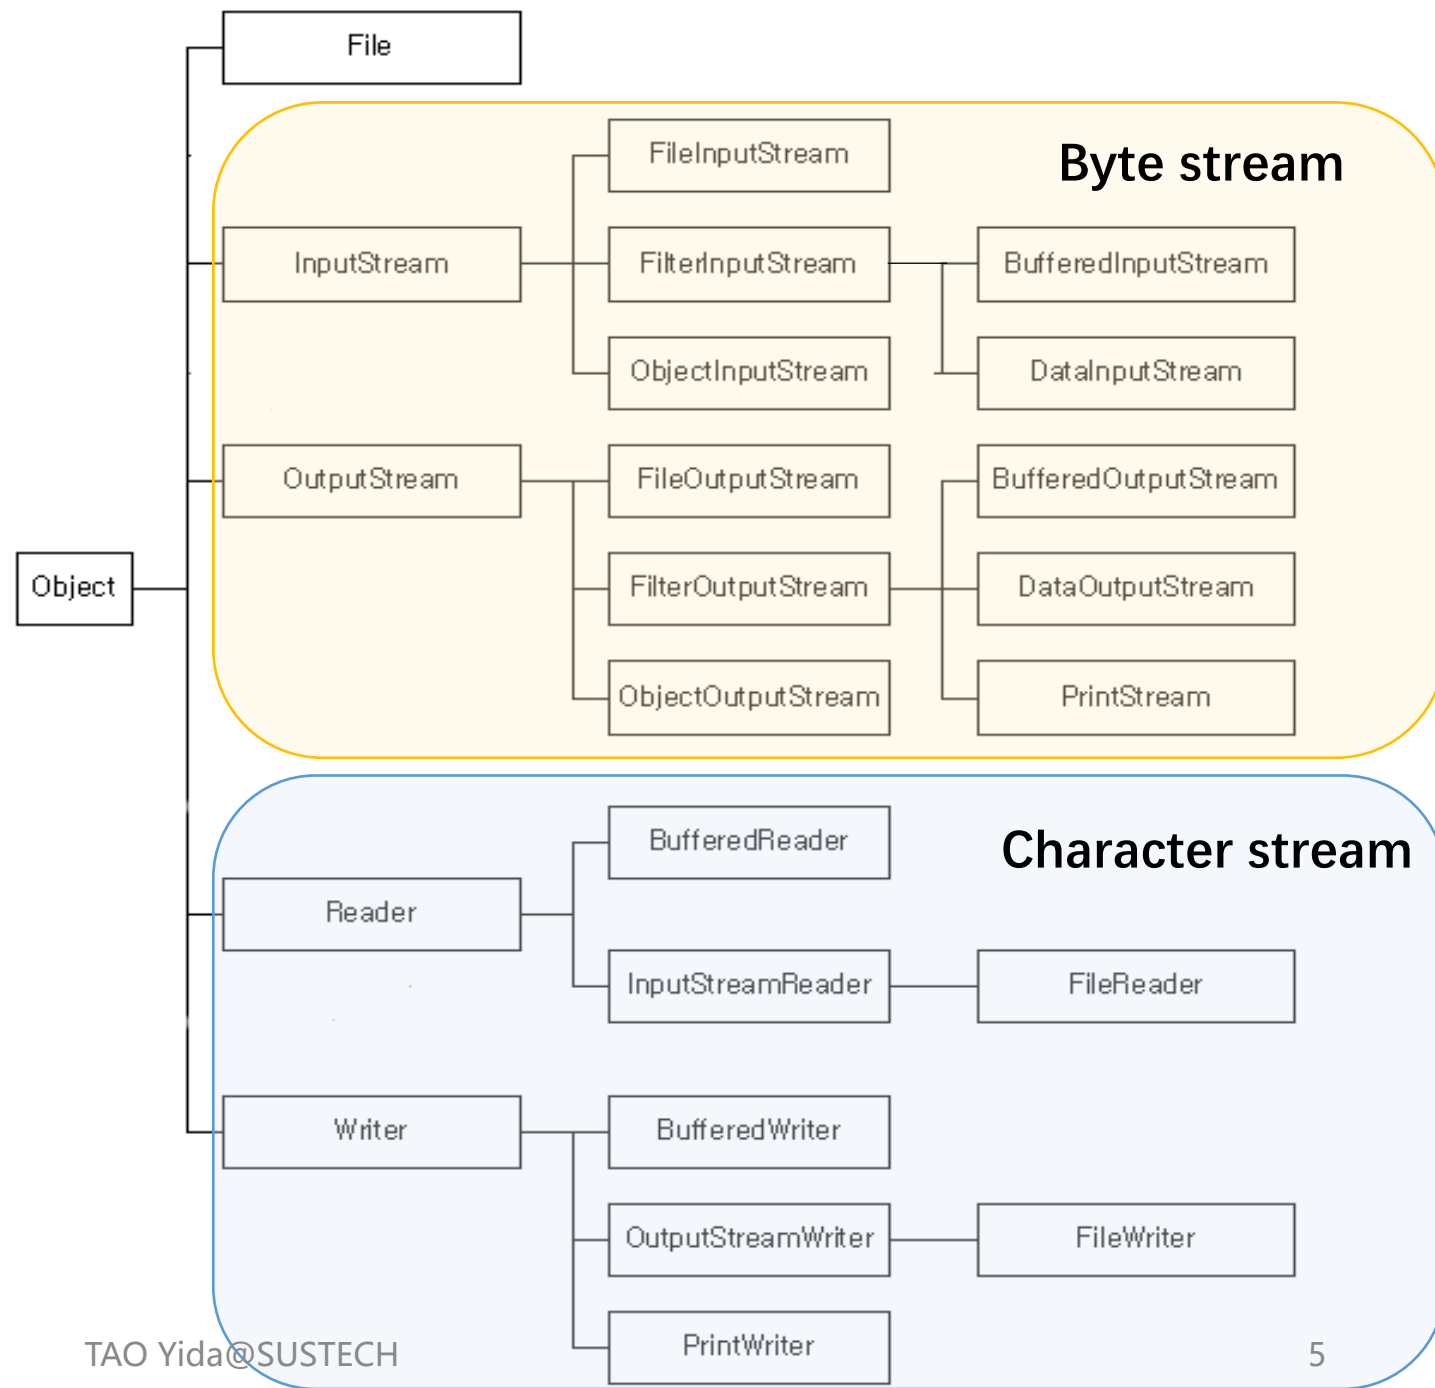 File
FileInputStream
Byte stream
InputStream
FilterInputStream
BufferedInputStream
ObjectInputStream
DataInputStream
OutputStream
FileOutputStream
BufferedOutputStream
Object
FilterOutputStream
DataOutputStream
ObjectOutputStream
PrintStream
BufferedReader
Character stream
Reader
InputStreamReader
FileReader
Writer
BufferedWriter
OutputStreamWriter
FileWriter
PrintWriter
TAO Yida@SUSTECH
5